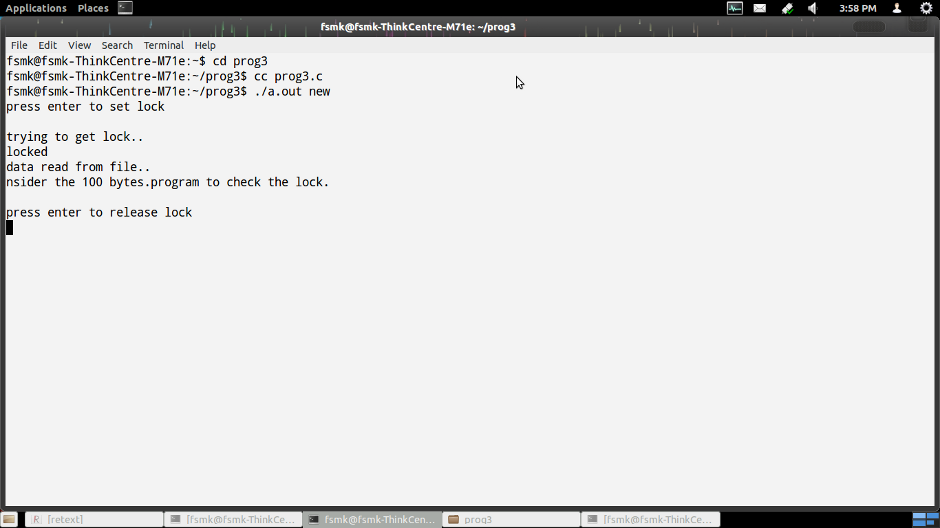 Applications Places 3:58 PM
fsmk@fsmk-ThinkCentre-M71e: ~/prog3
File Edit View Search Terminal Help
fsmk@fsmk-ThinkCentre-M71e:~$ cd prog3
fsmk@fsmk-ThinkCentre-M71e:~/prog3$ cc prog3.c
fsmk@fsmk-ThinkCentre-M71e:~/prog3$ ./a.out new
press enter to set lock
trying to get lock..
locked
data read from file..
nsider the 100 bytes.program to check the lock.
press enter to release lock
[retext] [fsmk@fsmk-ThinkCe... fsmk@fsmk-ThinkCent... prog3 [fsmk@fsmk-ThinkCe...